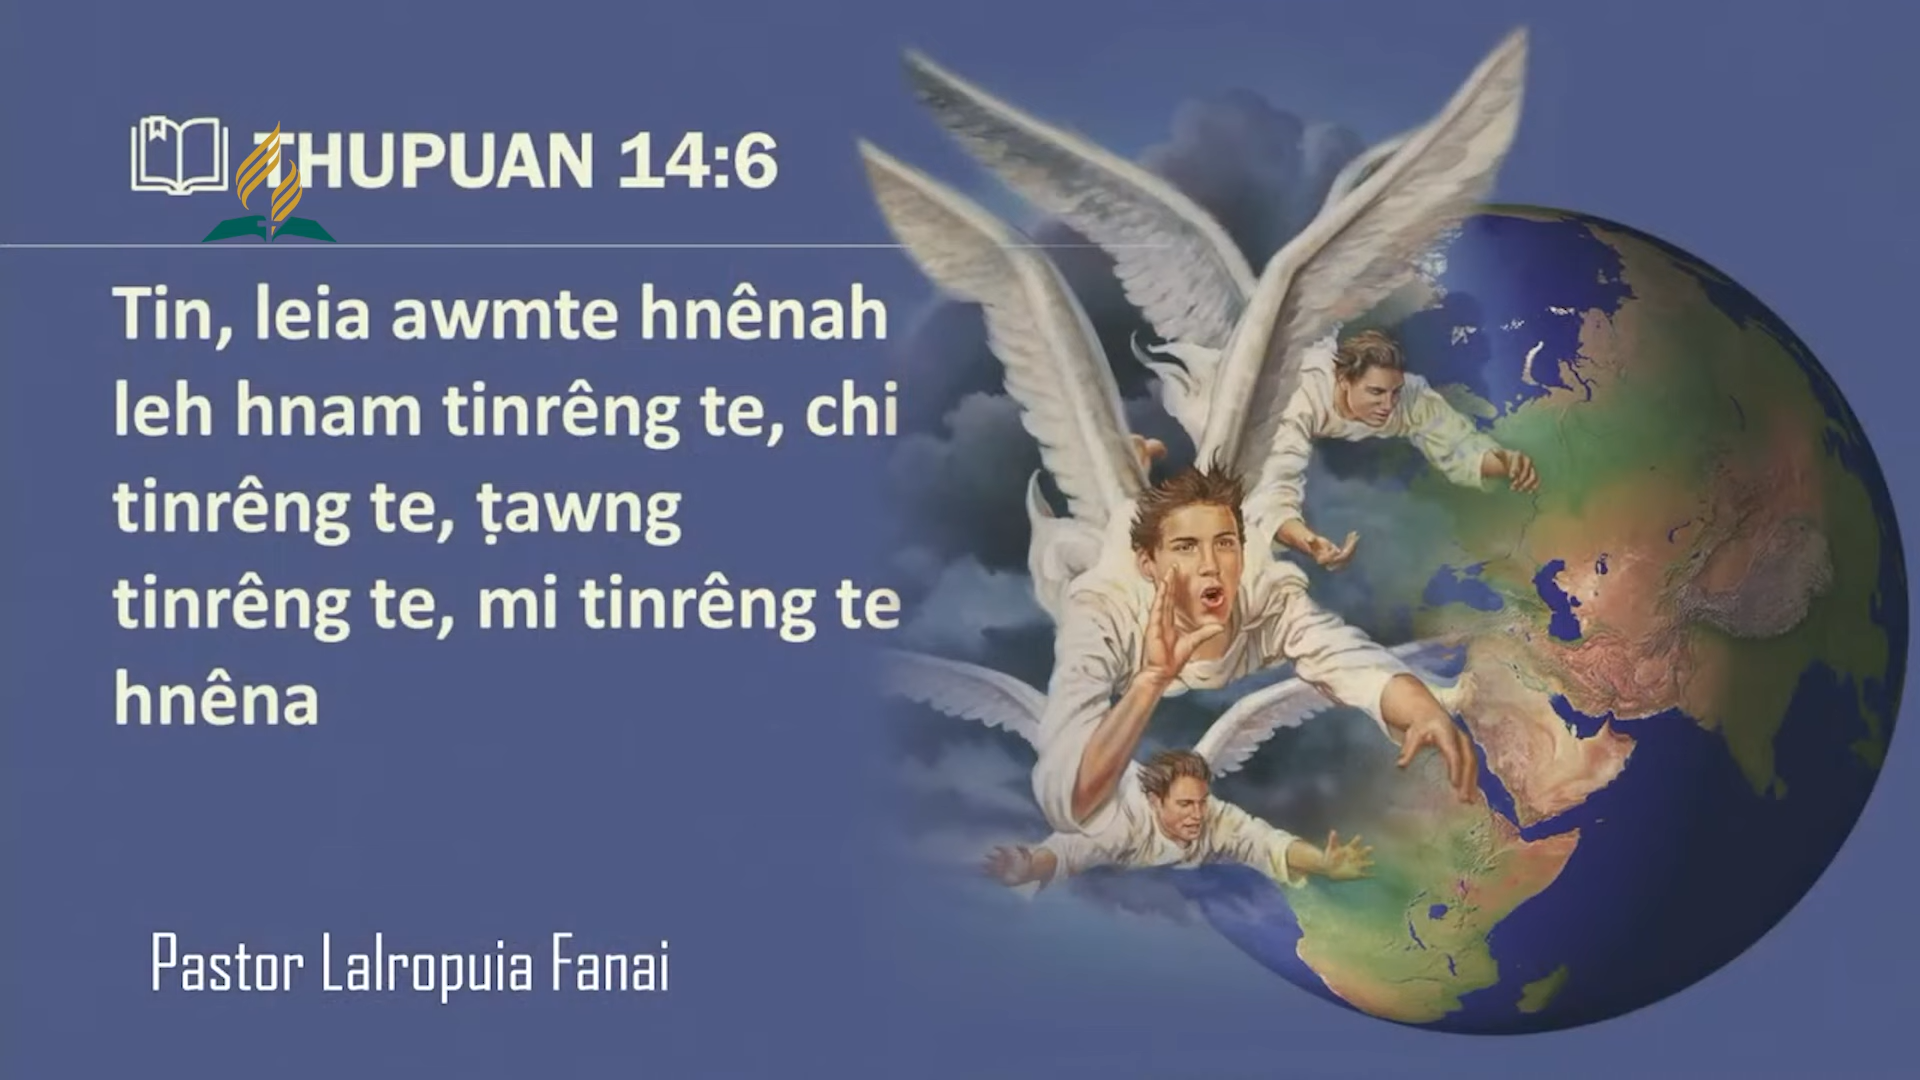 THUPUAN 14:6
Tin, leia awmte hnênah
leh hnam tinrêng te, chi
tinrêng te, ṭawng
tinrêng te, mi tinrêng te
hnêna
Pastor Lalropuia Fanai